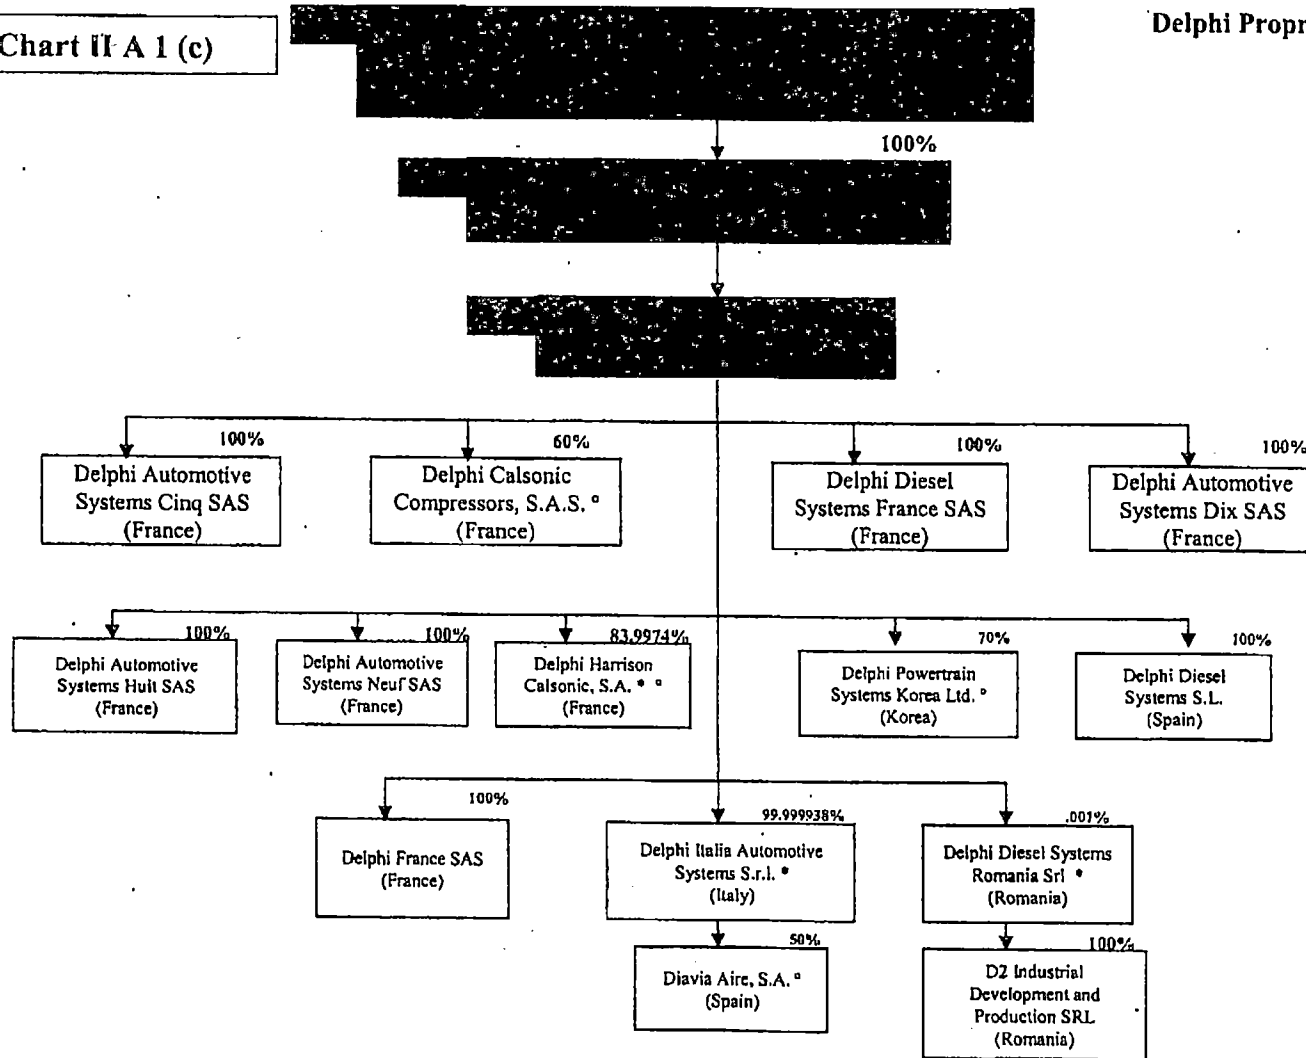 Chart II A 1 (c)
Delphi Propr
100%
100%
Delphi Automotive
Systems Cinq SAS
(France)
60%
Delphi Calsonic
Compressors, S.A.S. °
(France)
100%
Delphi Diesel
Systems France SAS
(France)
100%
Delphi Automotive
Systems Dix SAS
(France)
100%
Delphi Automotive
Systems Huit SAS
(France)
100%
Delphi Automotive
Systems Neuf SAS
(France)
83.9974%
Delphi Harrison
Calsonic, S.A. * °
(France)
70%
Delphi Powertrain
Systems Korea Ltd. °
(Korea)
100%
Delphi Diesel
Systems S.L.
(Spain)
100%
Delphi France SAS
(France)
99.999938%
Delphi Italia Automotive
Systems S.r.l. *
(Italy)
.001%
Delphi Diesel Systems
Romania Srl *
(Romania)
50%
Diavia Aire, S.A. °
(Spain)
100%
D2 Industrial
Development and
Production SRL
(Romania)